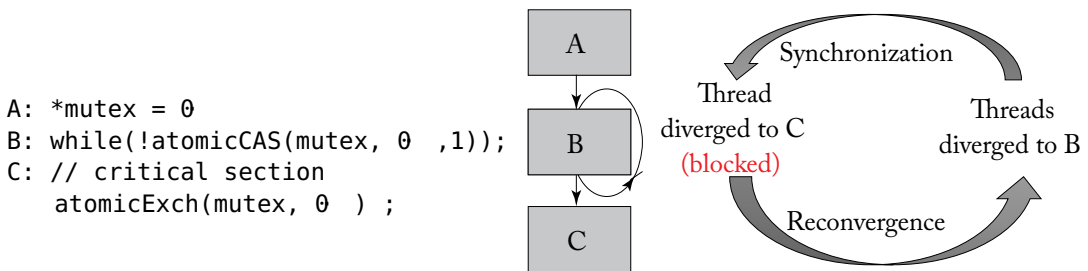 A: *mutex = 0
B: while(!atomicCAS(mutex, 0 ,1));
C: // critical section
atomicExch(mutex, 0 ) ;
A
B
C
Synchronization
Thread
diverged to C
(blocked)
Threads
diverged to B
Reconvergence